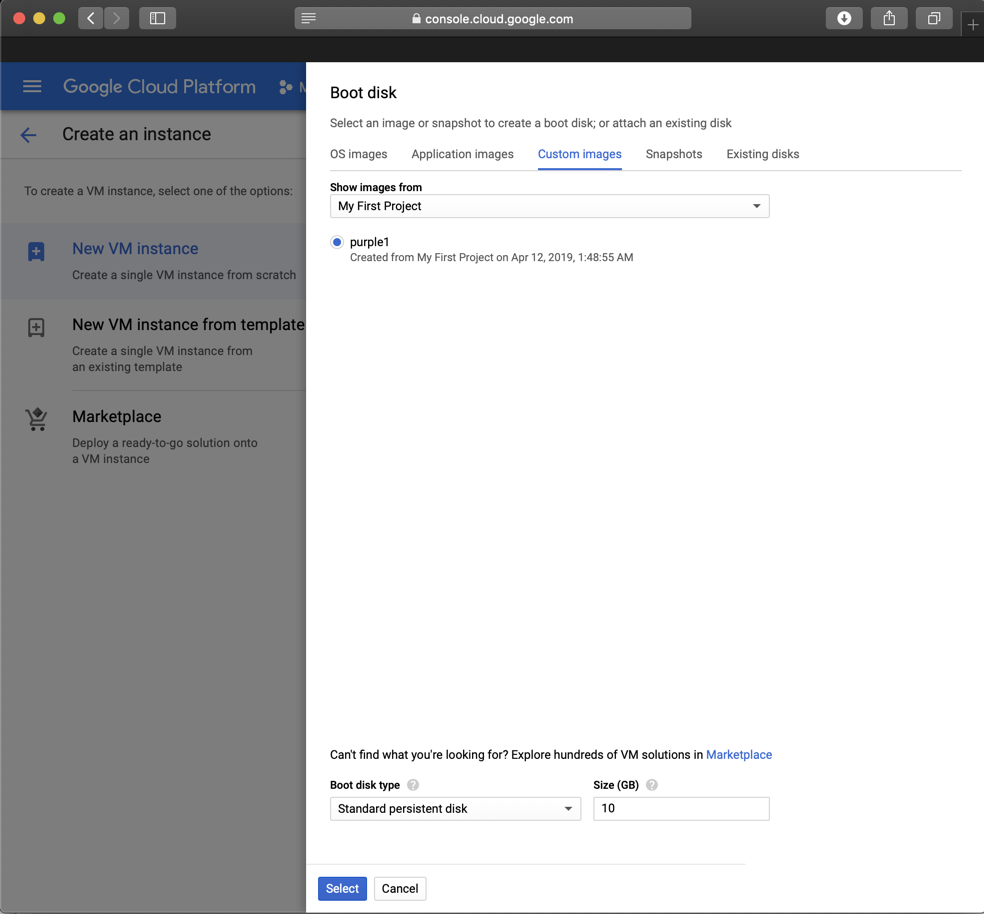 console.cloud.google.com
Google Cloud Platform
Create an instance
To create a VM instance, select one of the options:
New VM instance
Create a single VM instance from scratch
New VM instance from template
Create a single VM instance from
an existing template
Marketplace
Deploy a ready-to-go solution onto
a VM instance
Boot disk
Select an image or snapshot to create a boot disk; or attach an existing disk
OS images Application images Custom images Snapshots Existing disks
Show images from
My First Project
purple1
Created from My First Project on Apr 12, 2019, 1:48:55 AM
Can't find what you're looking for? Explore hundreds of VM solutions in Marketplace
Boot disk type ? Size (GB) ?
Standard persistent disk 10
Select Cancel